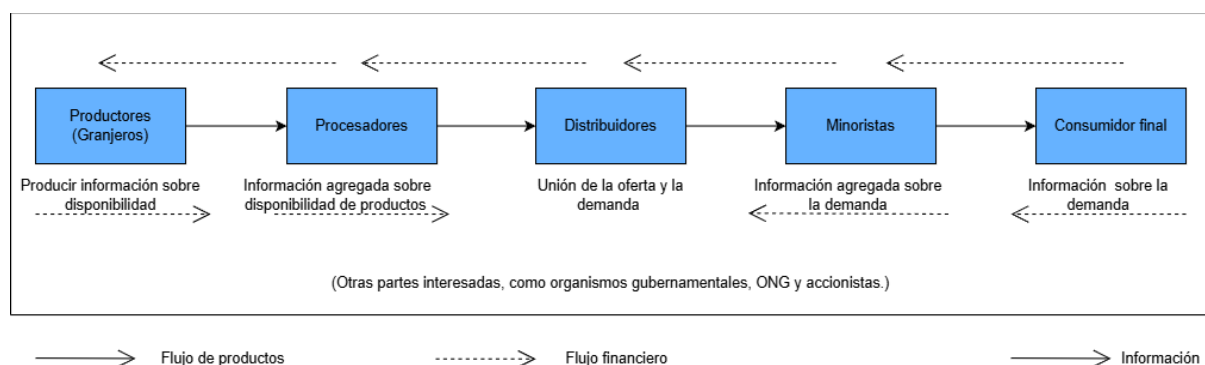 Productores
(Granjeros)
Procesadores
Distribuidores
Minoristas
Consumidor final
Producir información sobre
disponibilidad
Información agregada sobre
disponibilidad de productos
Unión de la oferta y la
demanda
Información agregada sobre
la demanda
Información sobre la
demanda
(Otras partes interesadas, como organismos gubernamentales, ONG y accionistas.)
Flujo de productos
Flujo financiero
Información